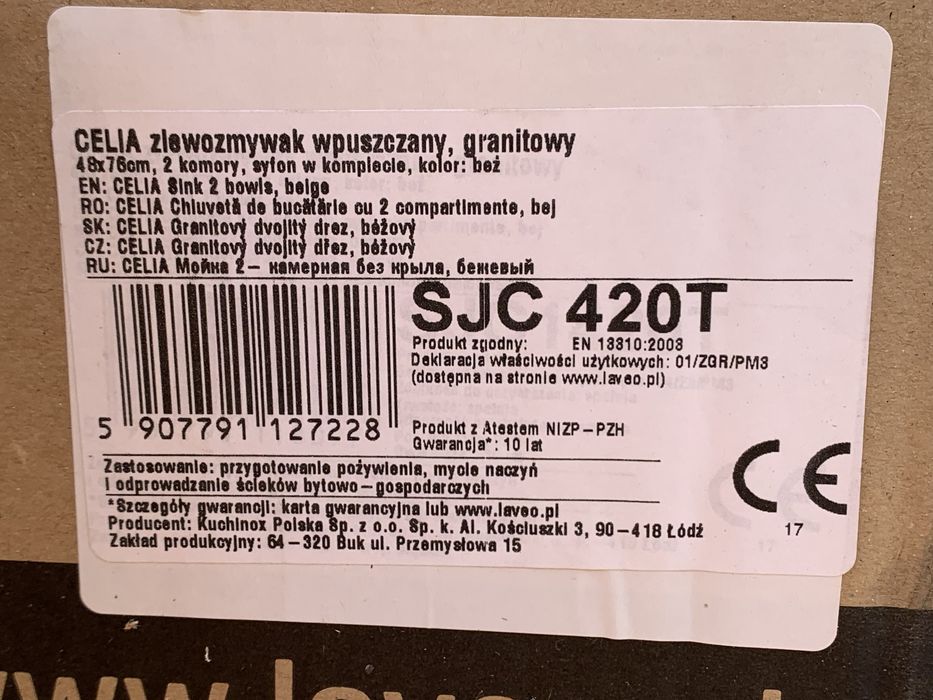 CELIA zlewozmywak wpuszczany, granitowy
48x76cm, 2 komory, syfon w komplecie, kolor: beż
EN: CELIA Sink 2 bowls, beige
RO: CELIA Chiuvetă de bucătărie cu 2 compartimente, bej
SK: CELIA Granitový dvojitý drez, béžový
CZ: CELIA Granitový dvojitý dřez, béžový
RU: CELIA Мойка 2– камерная без крыла, бежевый
SJC 420T
Produkt zgodny: EN 13310:2003
Deklaracja właściwości użytkowych: 01/ZGR/PM3
(dostępna na stronie www.laveo.pl)
5 907791 127228
Produkt z Atestem NIZP–PZH
Gwarancja*: 10 lat
Zastosowanie: przygotowanie pożywienia, mycie naczyń
i odprowadzanie ścieków bytowo–gospodarczych
CE
*Szczegóły gwarancji: karta gwarancyjna lub www.laveo.pl
Producent: Kuchinox Polska Sp. z o.o. Sp. k. Al. Kościuszki 3, 90–418 Łódź
17
Zakład produkcyjny: 64–320 Buk ul. Przemysłowa 15